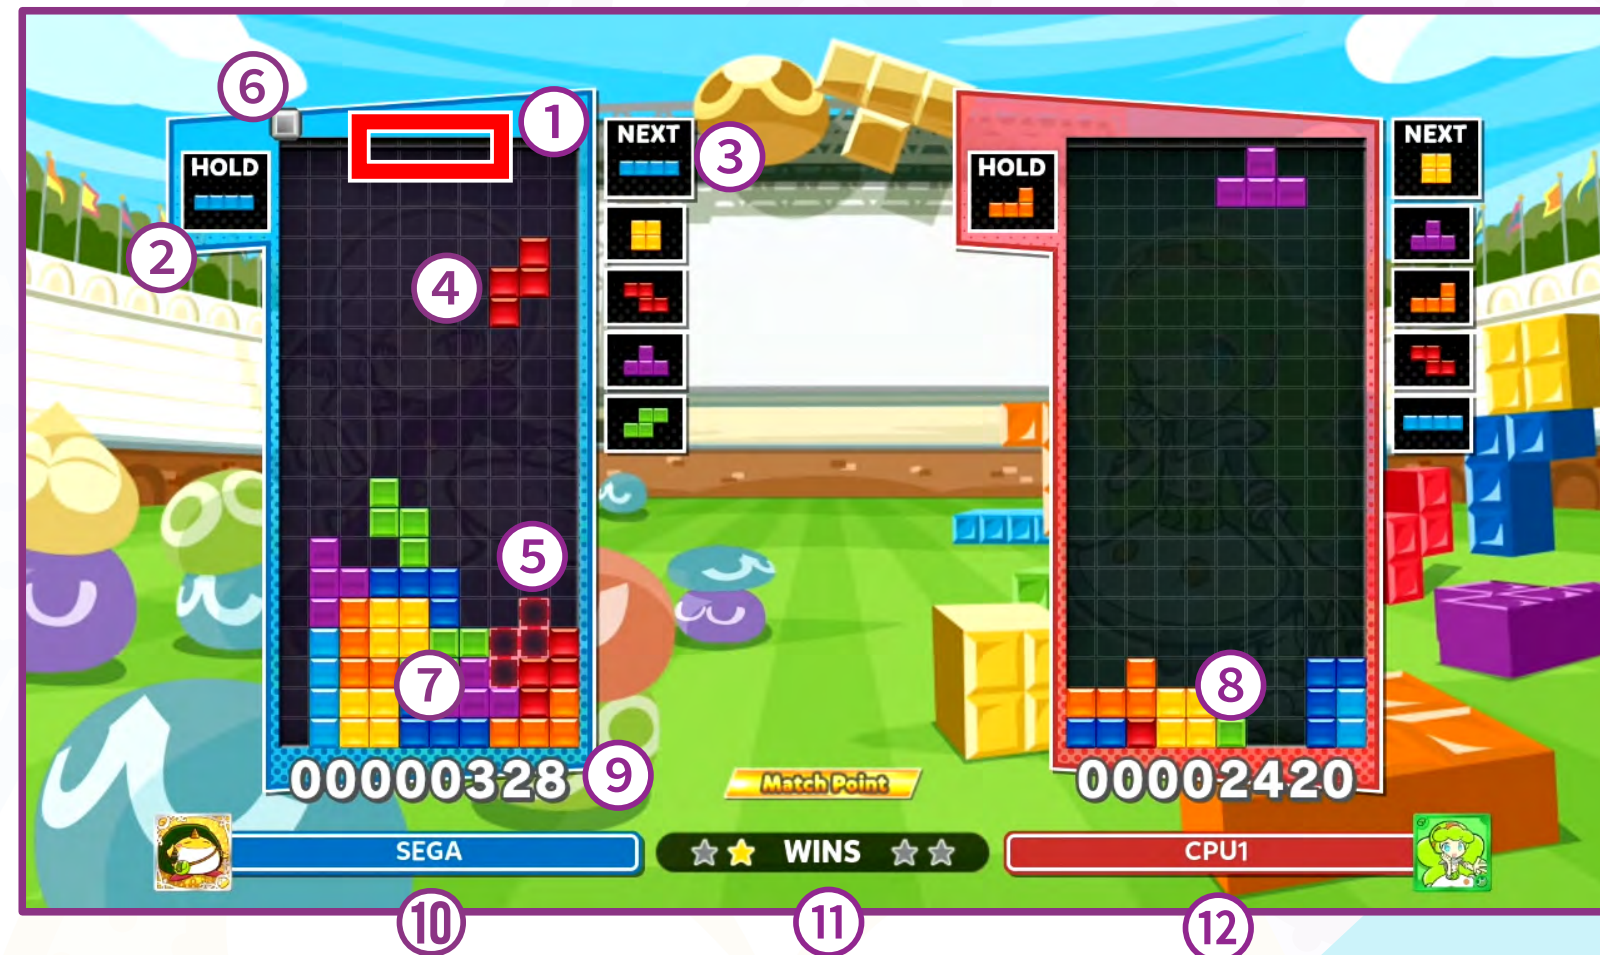 ⑥
①
NEXT
③
HOLD
②
④
⑤
⑦
00000328
⑨
HOLD
NEXT
⑧
00002420
Match Point
SEGA
WINS
CPU1
⑩
⑪
⑫